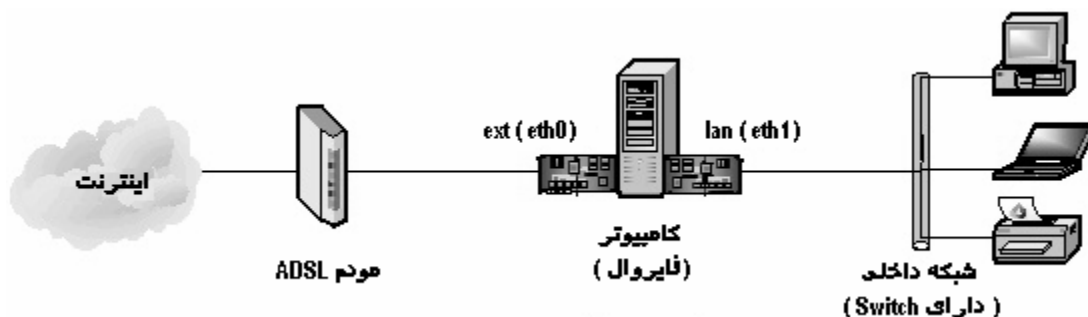 ext ( eth0)
lan ( eth1)
اینترنت
مودم ADSL
کامپیوتر
(فایروال )
شبکه داخلی
( دارای Switch )